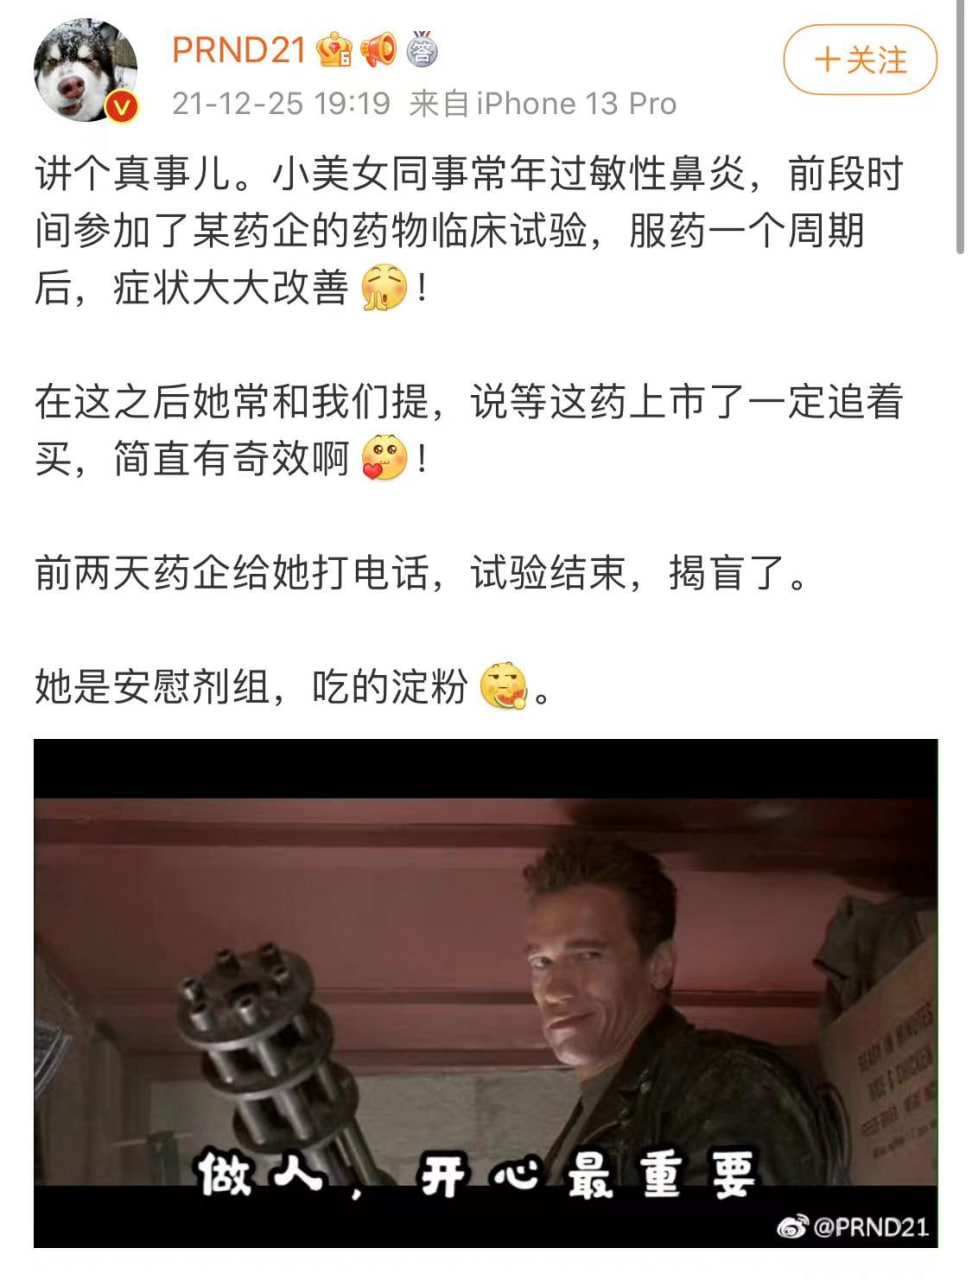 PRND21
6
答
V
+关注
21-12-25 19:19 来自iPhone 13 Pro
讲个真事儿。小美女同事常年过敏性鼻炎，前段时
间参加了某药企的药物临床试验，服药一个周期
后，症状大大改善！
在这之后她常和我们提，说等这药上市了一定追着
买，简直有奇效啊！
前两天药企给她打电话，试验结束，揭盲了。
她是安慰剂组，吃的淀粉。
READY IN MINUTES
CHICKEN
做人，开心最重要
@PRND21